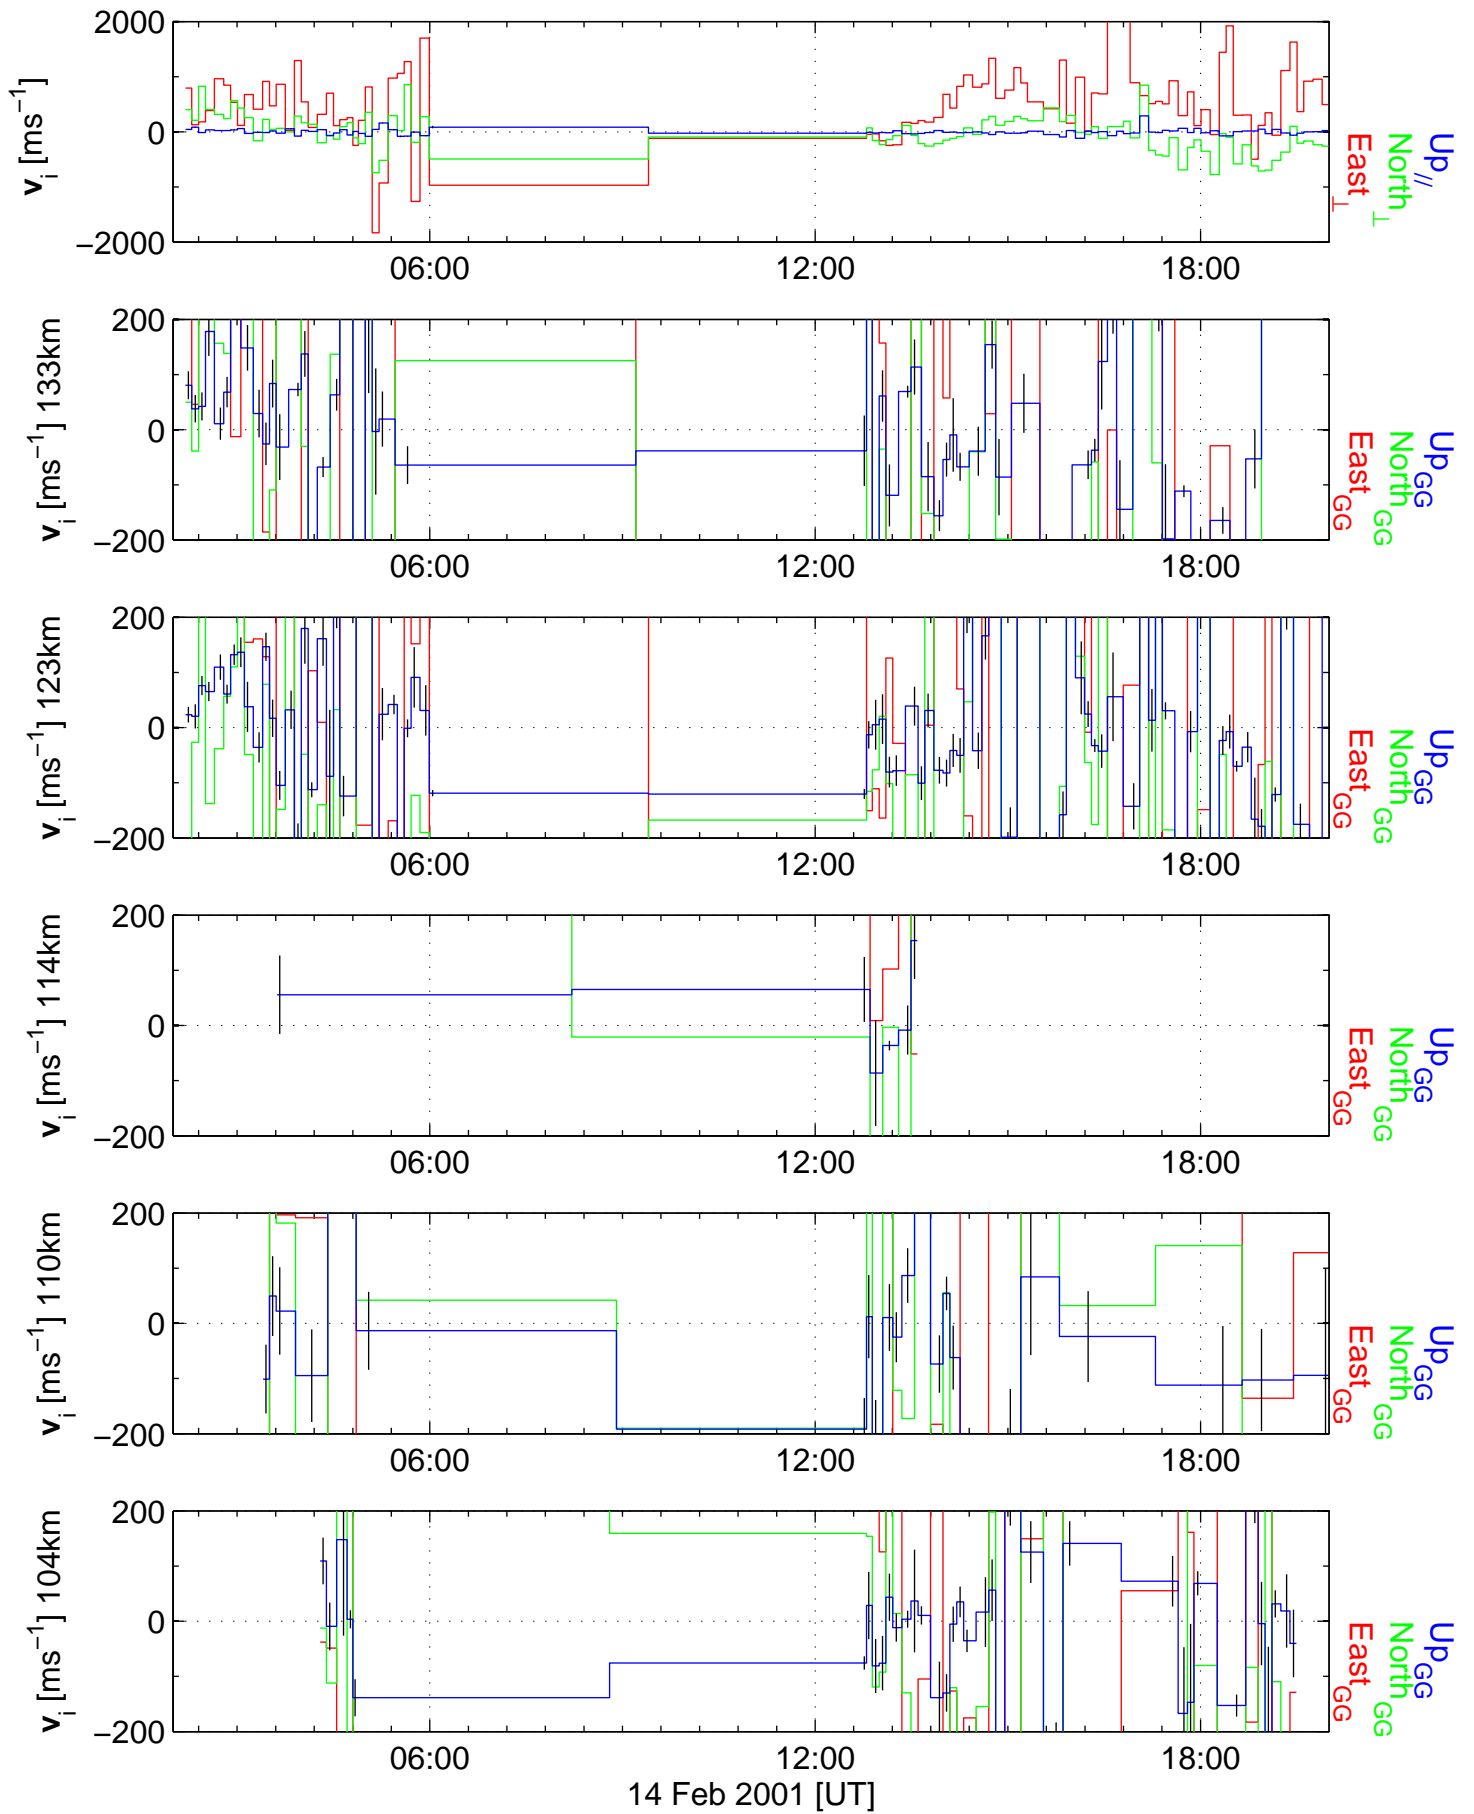 2000
0
−2000
v_i [ms⁻¹]
06:00 12:00 18:00
East_⊥
North_⊥
Up_//
200
0
−200
v_i [ms⁻¹] 133km
06:00 12:00 18:00
East_GG
North_GG
Up_GG
200
0
−200
v_i [ms⁻¹] 123km
06:00 12:00 18:00
East_GG
North_GG
Up_GG
200
0
−200
v_i [ms⁻¹] 114km
06:00 12:00 18:00
East_GG
North_GG
Up_GG
200
0
−200
v_i [ms⁻¹] 110km
06:00 12:00 18:00
East_GG
North_GG
Up_GG
200
0
−200
v_i [ms⁻¹] 104km
06:00 12:00 18:00
East_GG
North_GG
Up_GG
14 Feb 2001 [UT]